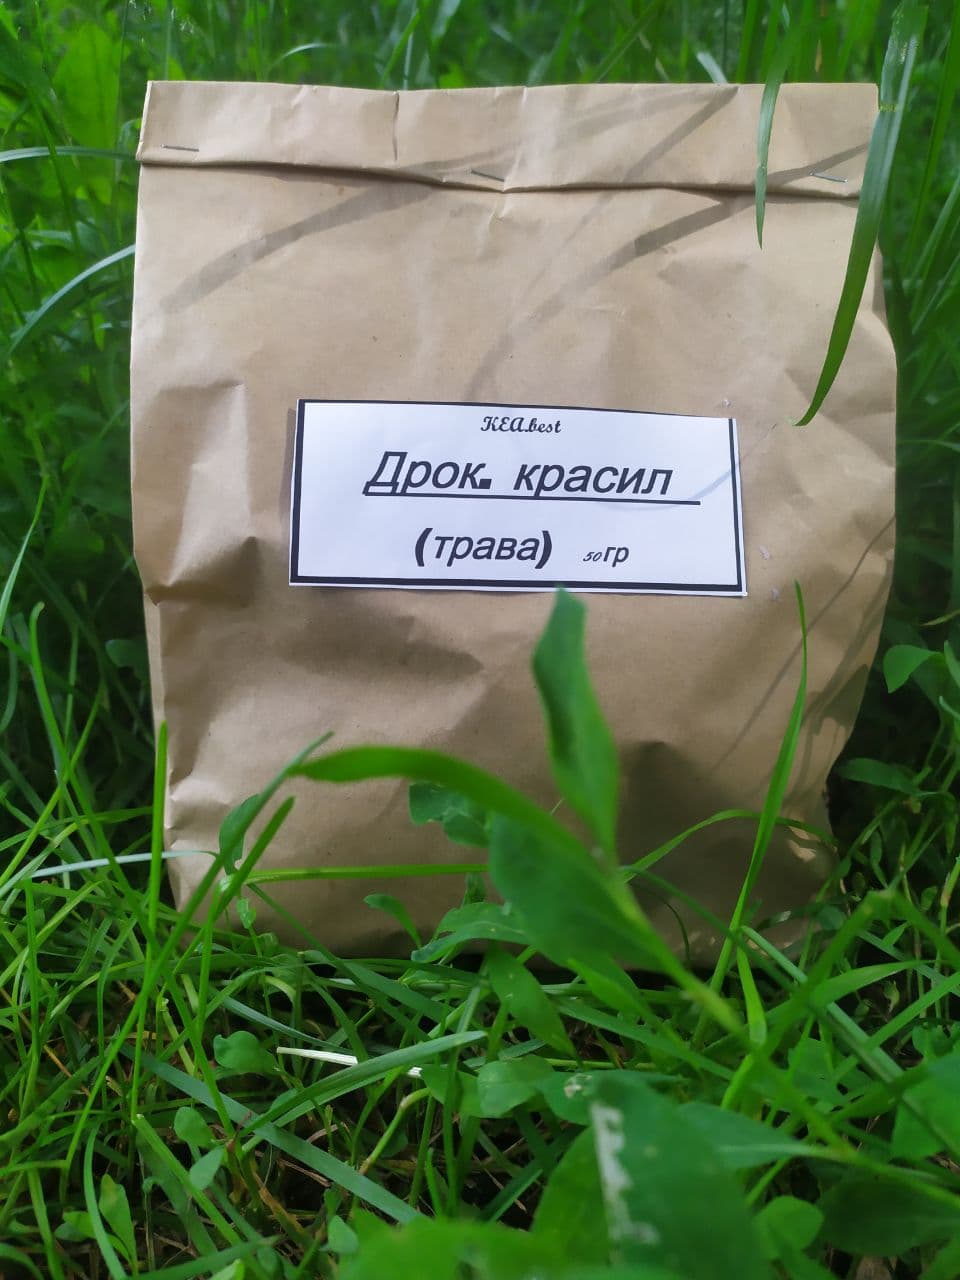 KEA.best
Дрок. красил
(трава) 50гр